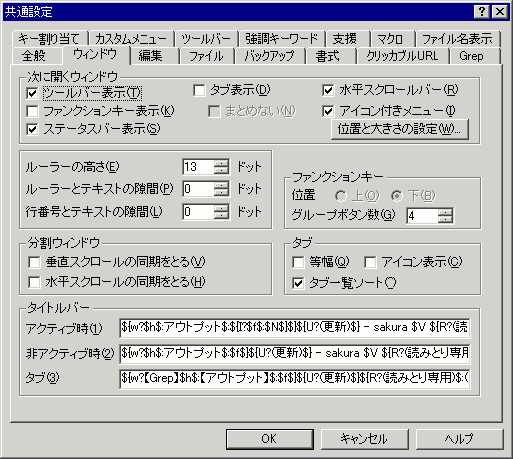 共通設定
キー割り当て カスタムメニュー ツールバー 強調キーワード 支援 マクロ ファイル名表示
全般 ウィンドウ 編集 ファイル バックアップ 書式 クリッカブルURL Grep
次に開くウィンドウ
ツールバー表示(T) タブ表示(D) 水平スクロールバー(R)
ファンクションキー表示(K) まとめない(N) アイコン付きメニュー(I)
ステータスバー表示(S) 位置と大きさの設定(W)...
ルーラーの高さ(E) 13 ドット
ルーラーとテキストの隙間(P) 0 ドット
行番号とテキストの隙間(L) 0 ドット
ファンクションキー
位置 上(O) 下(B)
グループボタン数(G) 4
分割ウィンドウ
垂直スクロールの同期をとる(V)
水平スクロールの同期をとる(H)
タブ
等幅(Q) アイコン表示(C)
タブ一覧ソート(')
タイトルバー
アクティブ時(1) ${w?$h$:アウトプット$:${I?$f$:$N$}$}${U?(更新)$} - sakura $V ${R?(読
非アクティブ時(2) ${w?$h$:アウトプット$:$f$}${U?(更新)$} - sakura $V ${R?(読みとり専用
タブ(3) ${w?【Grep】$h$:【アウトプット】$:$f$}${U?(更新)$}${R?(読みとり専用)$:(
OK キャンセル ヘルプ